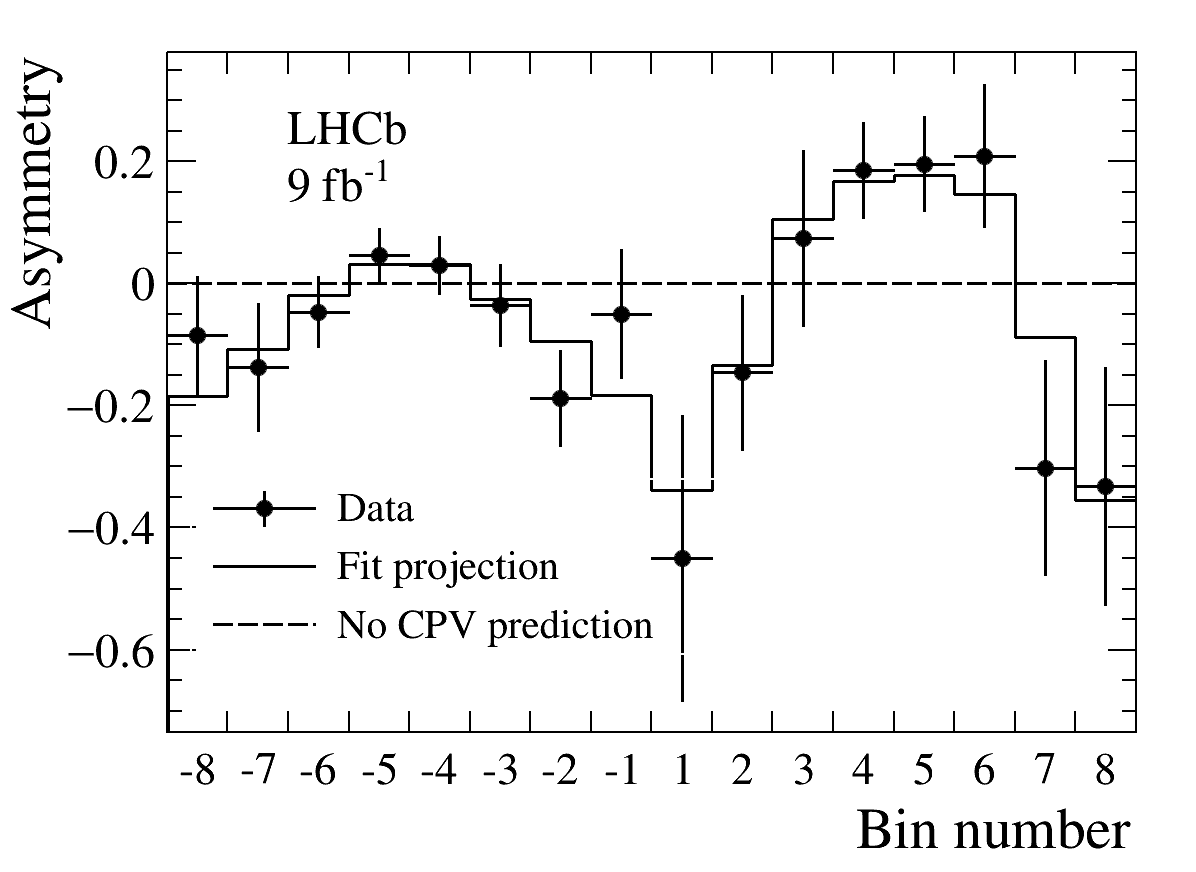 Asymmetry
LHCb
9 fb-1
0.2
0
−0.2
−0.4
−0.6
Data
Fit projection
No CPV prediction
-8 -7 -6 -5 -4 -3 -2 -1 1 2 3 4 5 6 7 8
Bin number